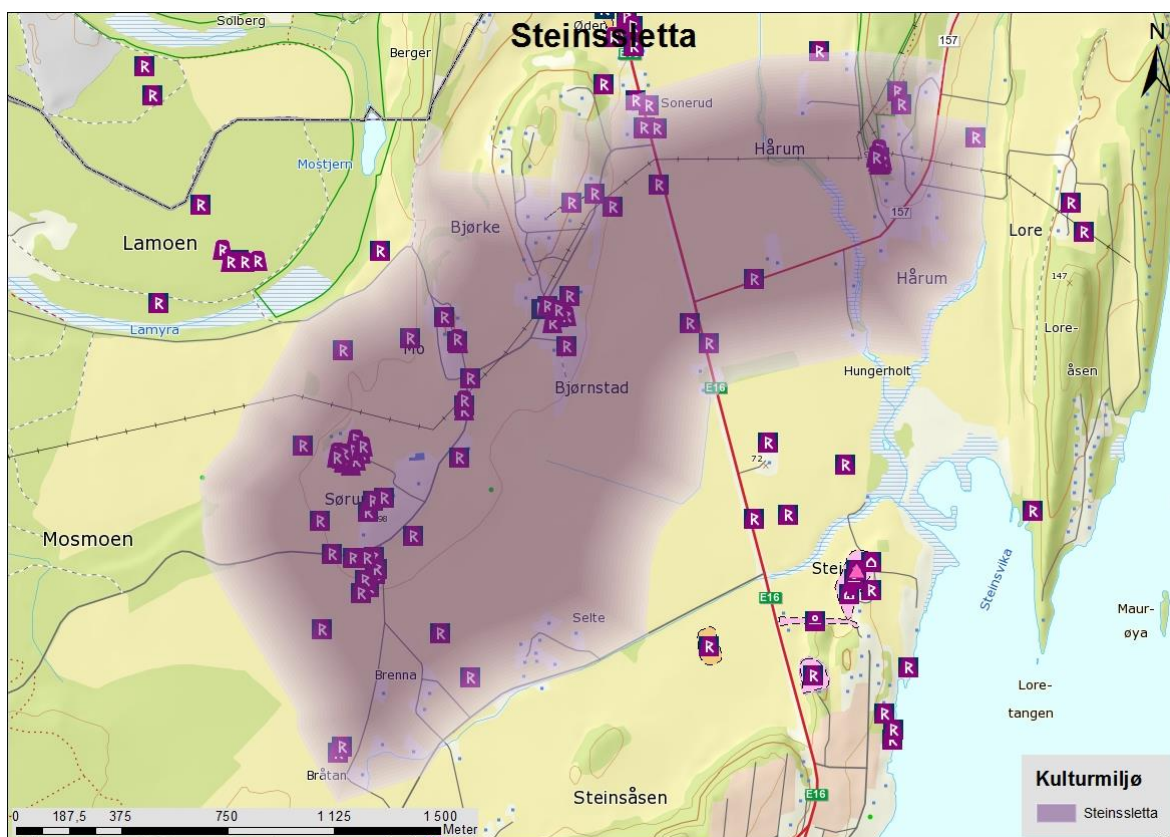 Steinssletta
N
Solberg
Berger
157
Sonerud
Mostjern
Hårum
Lamoen
Bjørke
157
Lore
Hårum
147
Lamyra
Lore-
åsen
Mo
Hungerholt
Bjørnstad
E16
72
98
Mosmoen
Steinsvika
E16
Selte
Maur-
øya
Brenna
Lore-
tangen
Bråtan
Steinsåsen
E16
Kulturmiljø
Steinssletta
0 187,5 375 750 1 125 1 500
Meter